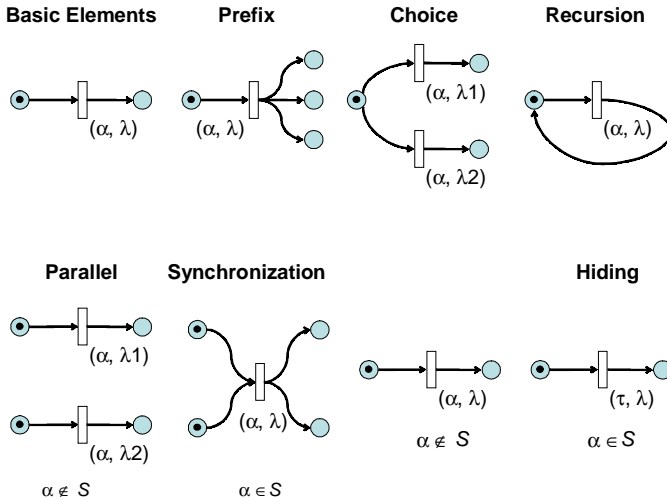 Basic Elements
Prefix
Choice
Recursion
(α, λ)
(α, λ)
(α, λ1)
(α, λ2)
(α, λ)
Parallel
Synchronization
Hiding
(α, λ1)
(α, λ2)
α ∉ S
(α, λ)
α ∈ S
(α, λ)
α ∉ S
(τ, λ)
α ∈ S